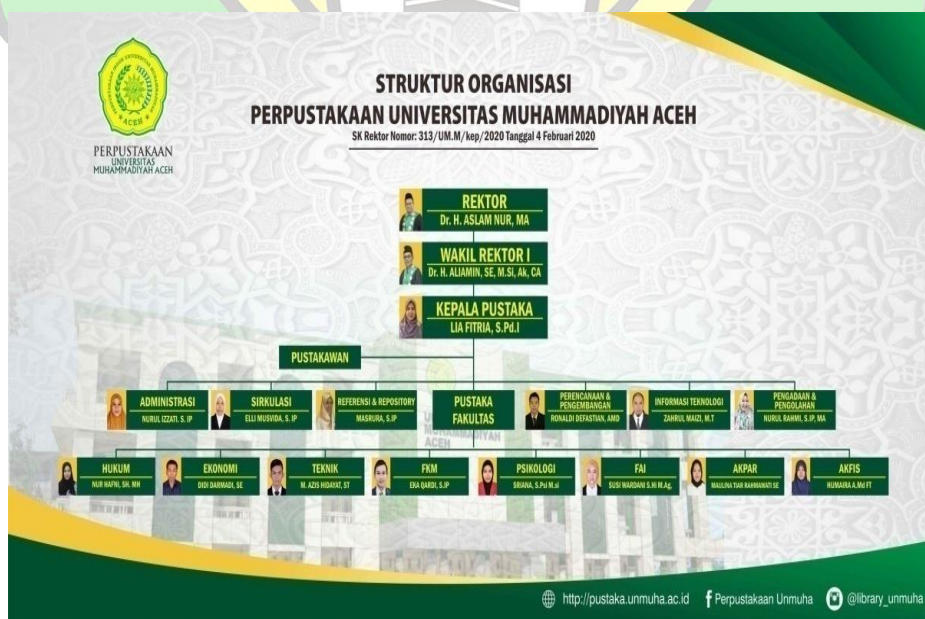 STRUKTUR ORGANISASI
PERPUSTAKAAN UNIVERSITAS MUHAMMADIYAH ACEH
SK Rektor Nomor: 313/UM.M/kep/2020 Tanggal 4 Februari 2020
PERPUSTAKAAN
UNIVERSITAS
MUHAMMADIYAH ACEH
REKTOR
Dr. H. ASLAM NUR, MA
WAKIL REKTOR I
Dr. H. ALIAMIN, SE, M.Si, Ak, CA
KEPALA PUSTAKA
LIA FITRIA, S.Pd.I
PUSTAKAWAN
ADMINISTRASI
NURUL IZZATI. S. IP
SIRKULASI
ELLI MUSVIDA, S. IP
REFERENSI & REPOSITORY
MASRURA, S.IP
PUSTAKA
FAKULTAS
PERENCANAAN &
PENGEMBANGAN
RONALDI DEFASTIAN, AMD
INFORMASI TEKNOLOGI
ZAHRUL MAIZI, M.T
PENGADAAN &
PENGOLAHAN
NURUL RAHMI, S.IP, MA
HUKUM
NUR HAFNI, SH. MH
EKONOMI
DIDI DARMADI, SE
TEKNIK
M. AZIS HIDAYAT, ST
FKM
EKA QARDI, S.IP
PSIKOLOGI
SRIANA, S.Psi M.si
FAI
SUSI WARDANI S.Hi M.Ag,
AKPAR
MAULINA TIAR RAHMAWATI SE
AKFIS
HUMAIRA A.Md FT
http://pustaka.unmuha.ac.id
Perpustakaan Unmuha
@library_unmuha